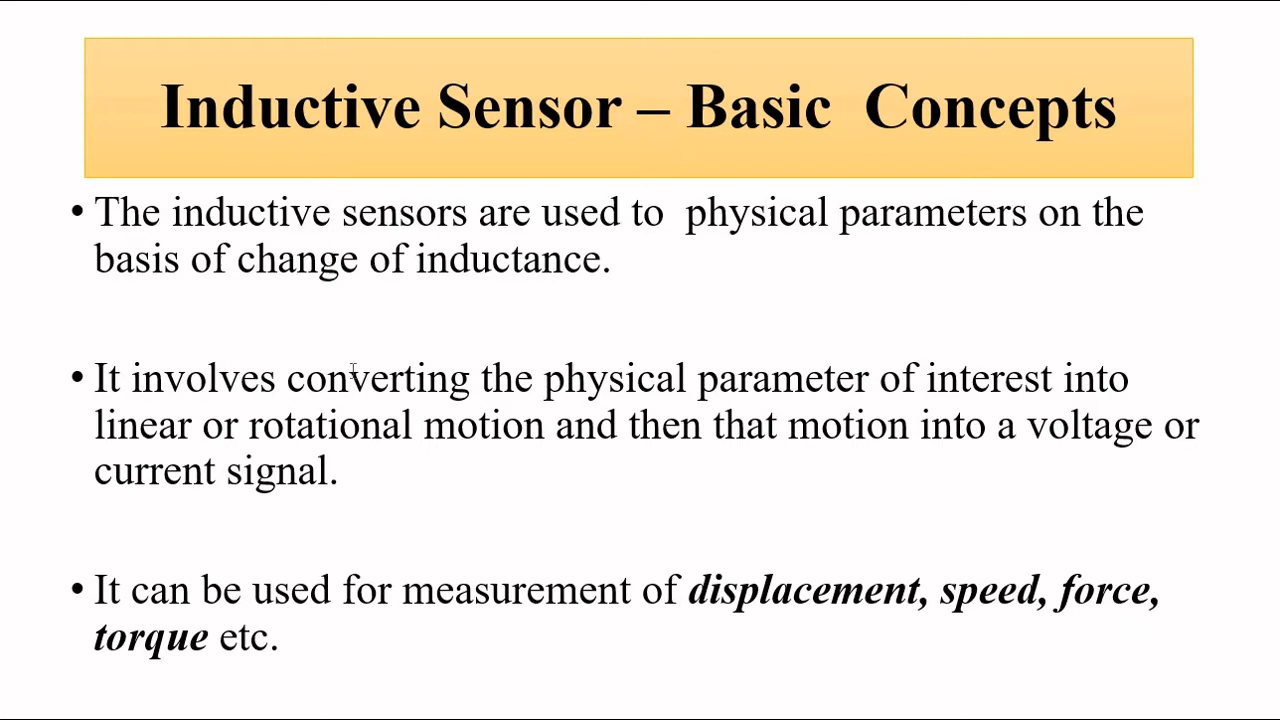 Inductive Sensor – Basic Concepts
• The inductive sensors are used to physical parameters on the
basis of change of inductance.
• It involves converting the physical parameter of interest into
linear or rotational motion and then that motion into a voltage or
current signal.
• It can be used for measurement of displacement, speed, force,
torque etc.